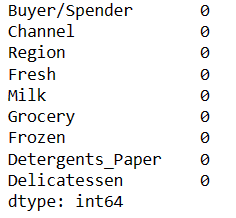 Buyer/Spender 0
Channel 0
Region 0
Fresh 0
Milk 0
Grocery 0
Frozen 0
Detergents_Paper 0
Delicatessen 0
dtype: int64